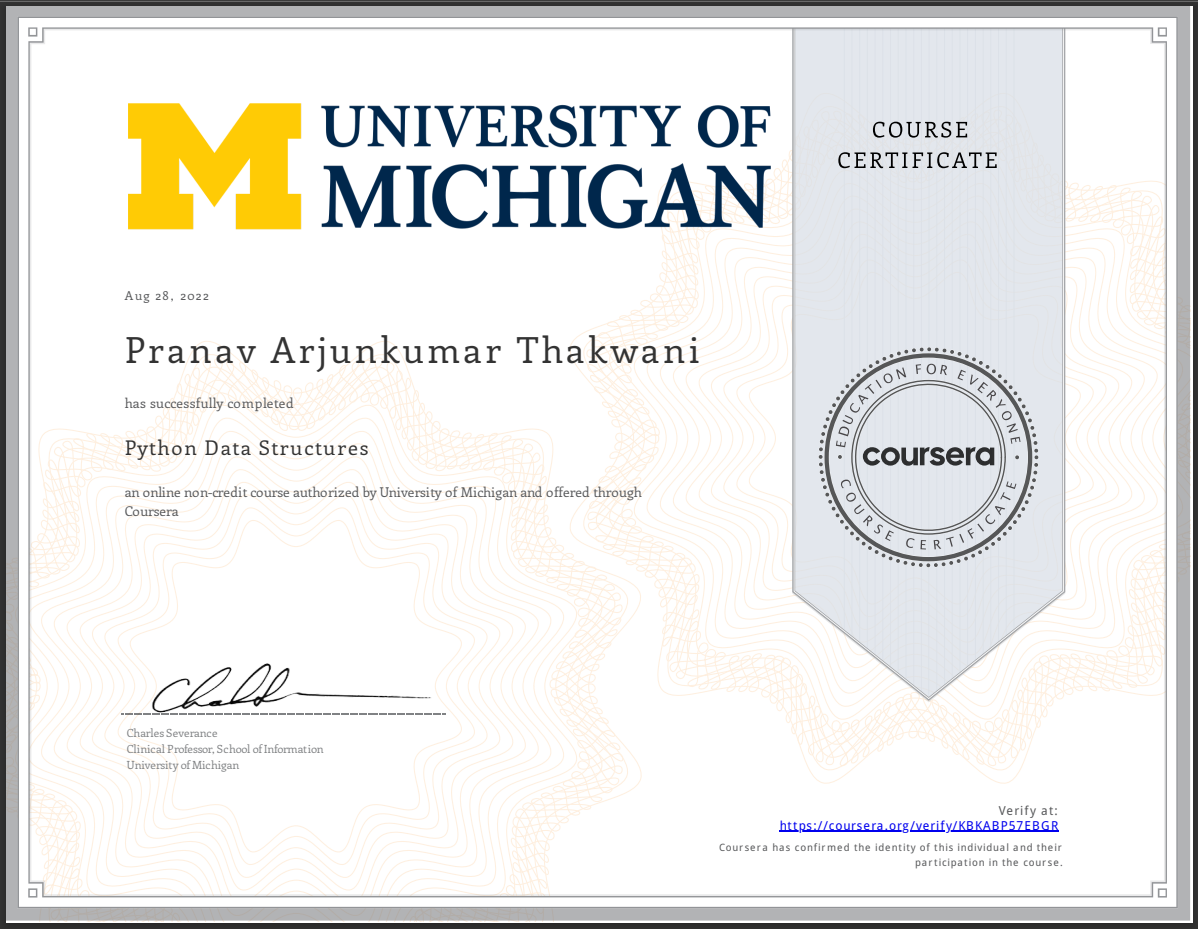 UNIVERSITY OF
MICHIGAN
COURSE
CERTIFICATE
Aug 28, 2022
Pranav Arjunkumar Thakwani
has successfully completed
Python Data Structures
an online non-credit course authorized by University of Michigan and offered through
Coursera
EDUCATION FOR EVERYONE
coursera
COURSE CERTIFICATE
Charles Severance
Clinical Professor, School of Information
University of Michigan
Verify at:
https://coursera.org/verify/KBKABP57EBGR
Coursera has confirmed the identity of this individual and their
participation in the course.